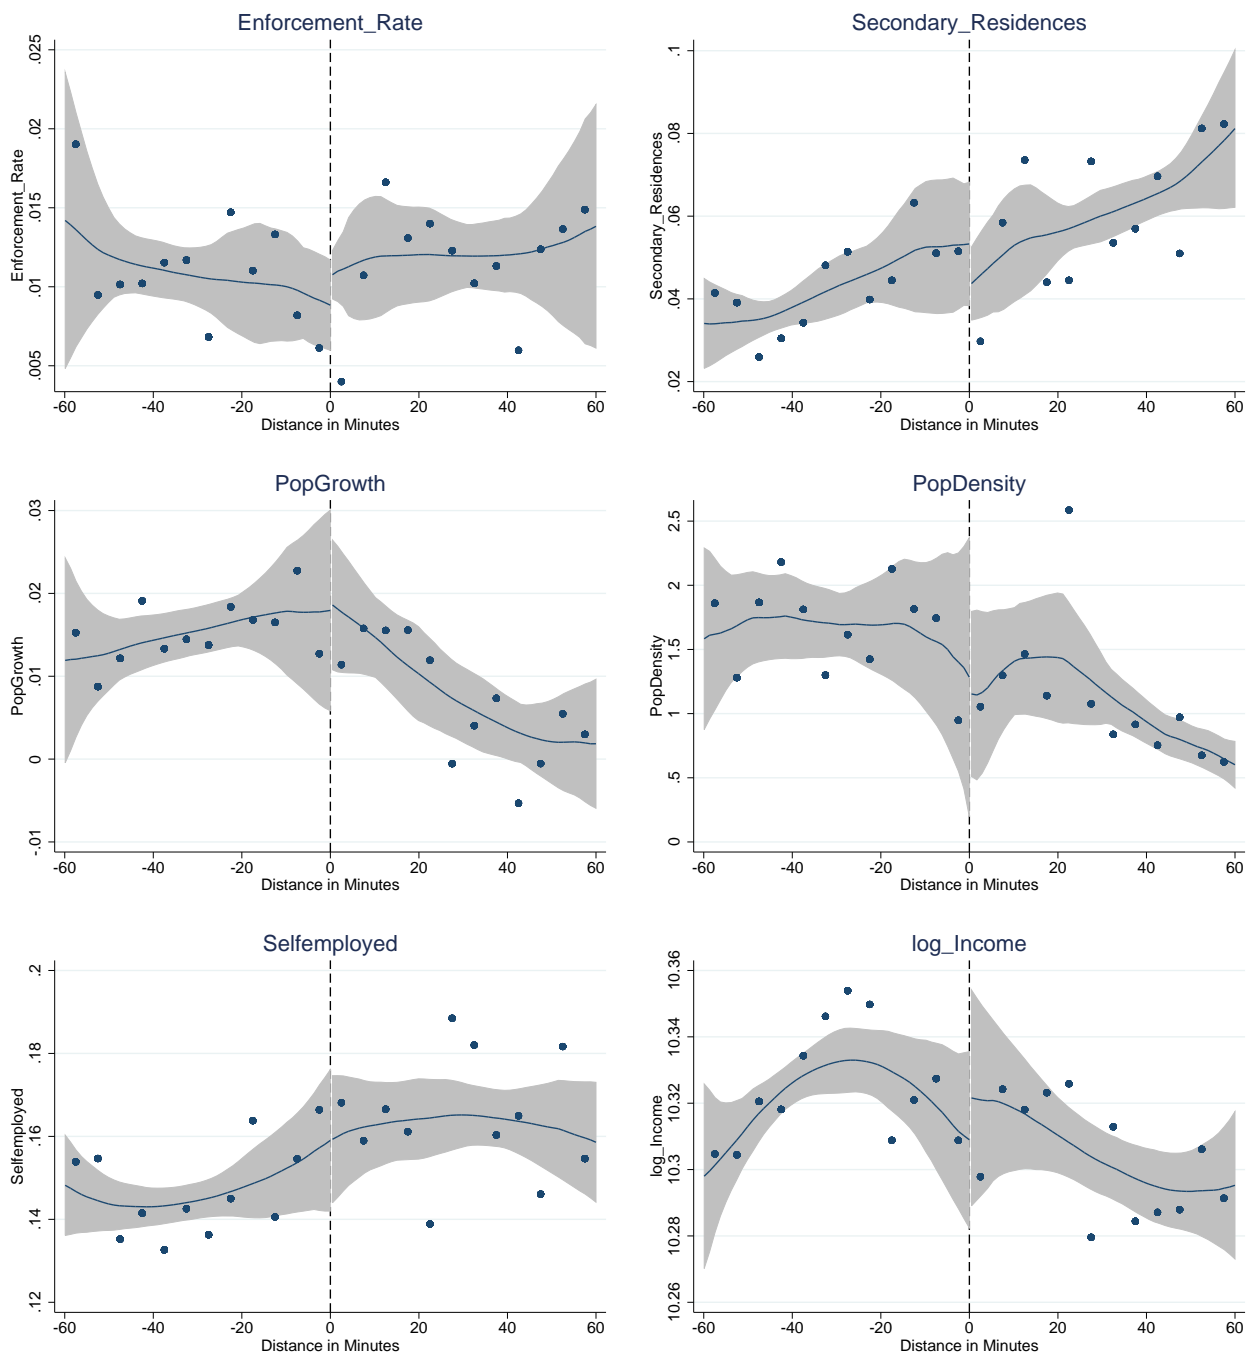 Enforcement_Rate
Enforcement_Rate
.025
.02
.015
.01
.005
-60 -40 -20 0 20 40 60
Distance in Minutes
Secondary_Residences
Secondary_Residences
.1
.08
.06
.04
.02
-60 -40 -20 0 20 40 60
Distance in Minutes
PopGrowth
PopGrowth
.03
.02
.01
0
-.01
-60 -40 -20 0 20 40 60
Distance in Minutes
PopDensity
PopDensity
2.5
2
1.5
1
.5
0
-60 -40 -20 0 20 40 60
Distance in Minutes
Selfemployed
Selfemployed
.2
.18
.16
.14
.12
-60 -40 -20 0 20 40 60
Distance in Minutes
log_Income
log_Income
10.36
10.34
10.32
10.3
10.28
10.26
-60 -40 -20 0 20 40 60
Distance in Minutes